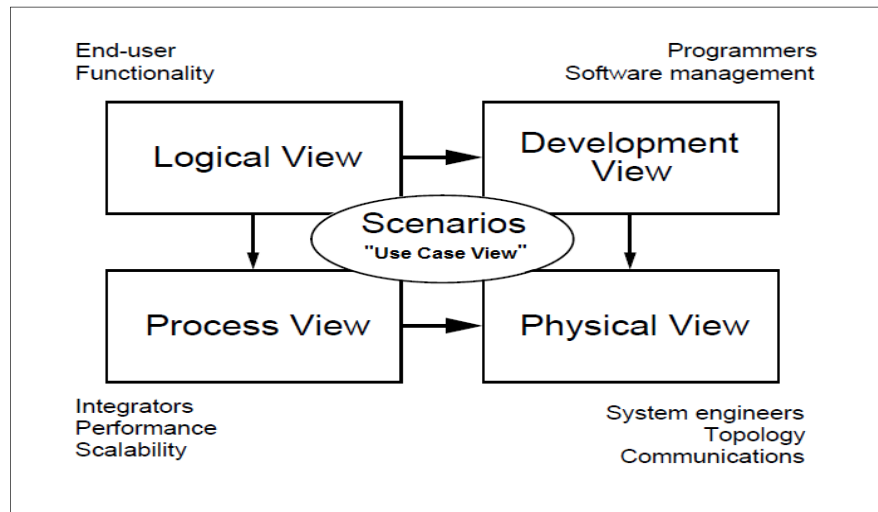 End-user
Functionality
Programmers
Software management
Logical View
Development
View
Scenarios
"Use Case View"
Process View
Physical View
Integrators
Performance
Scalability
System engineers
Topology
Communications